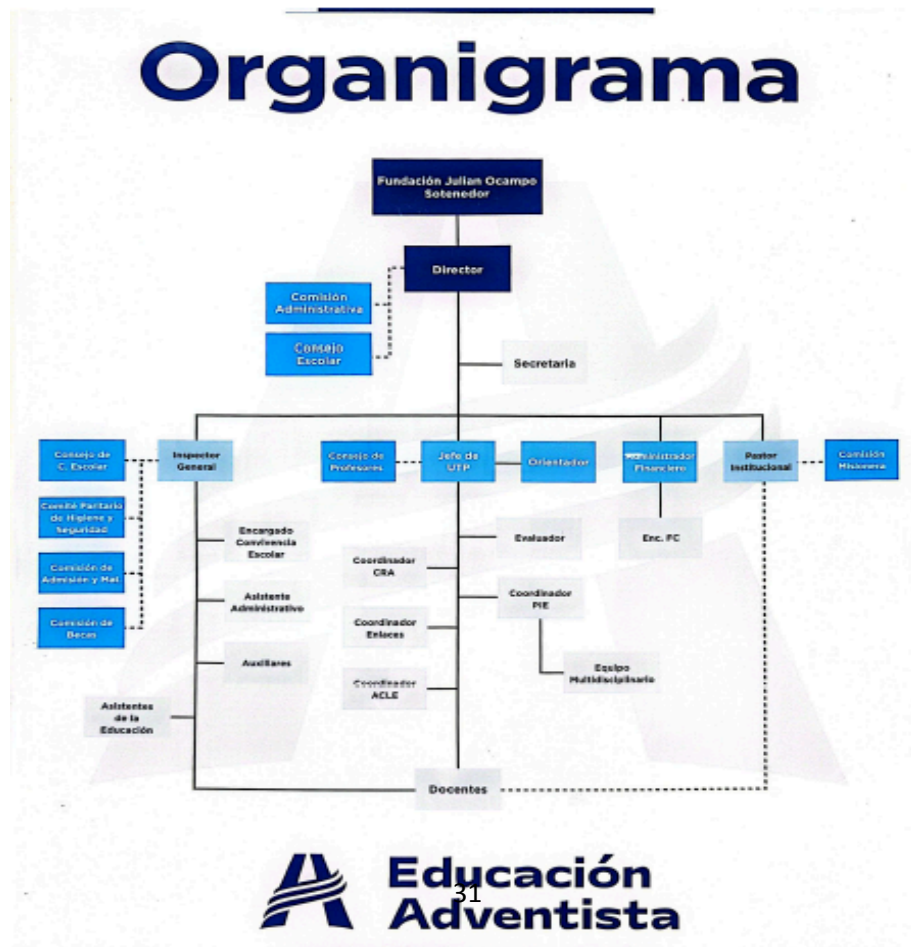 Organigrama
Fundación Julian Ocampo
Sotenedor
Director
Comisión
Administrativa
Consejo
Escolar
Secretaria
Consejo de
C. Escolar
Inspector
General
Consejo de
Profesores
Jefe de
UTP
Orientador
Administrador
Financiero
Pastor
Institucional
Comisión
Misionera
Comité Paritario
de Higiene y
Seguridad
Comisión de
Admisión y Mat.
Comisión de
Becas
Encargado
Convivencia
Escolar
Asistente
Administrativo
Auxiliares
Asistentes
de la
Educación
Coordinador
CRA
Coordinador
Enlaces
Coordinador
ACLE
Evaluador
Coordinador
PIE
Equipo
Multidisciplinario
Enc. FC
Docentes
Educación
31
Adventista